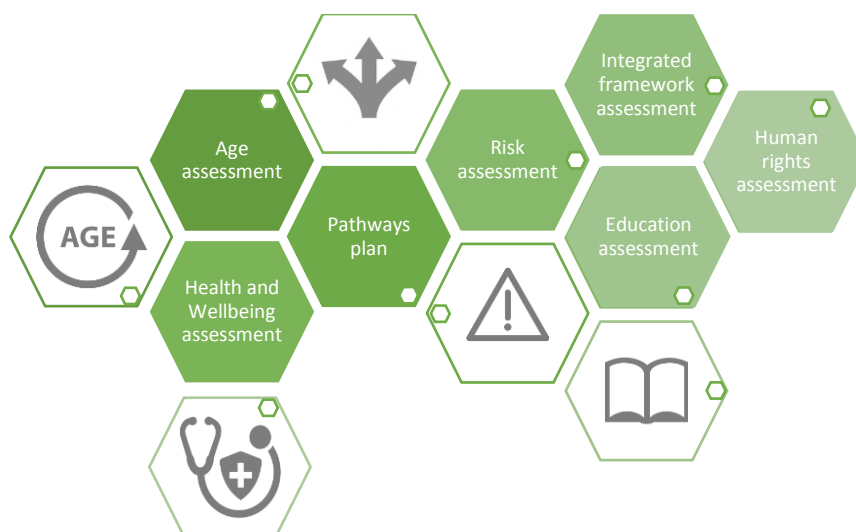 Integrated
framework
assessment
Age
assessment
Risk
assessment
Human
rights
assessment
AGE
Pathways
plan
Education
assessment
Health and
Wellbeing
assessment